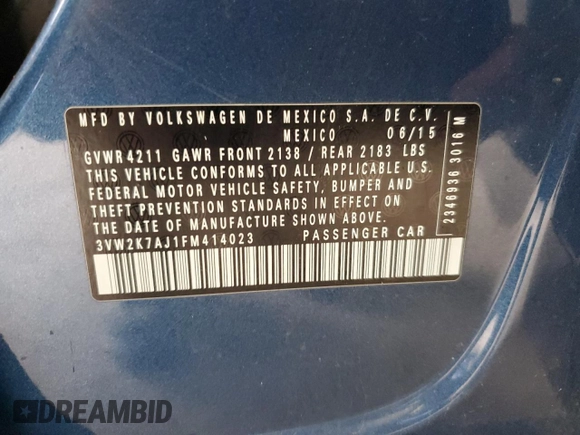 MFD BY VOLKSWAGEN DE MEXICO S.A. DE C.V.
MEXICO 06/15
GVWR 4211 GAWR FRONT 2138 / REAR 2183 LBS
THIS VEHICLE CONFORMS TO ALL APPLICABLE U.S.
FEDERAL MOTOR VEHICLE SAFETY, BUMPER AND
THEFT PREVENTION STANDARDS IN EFFECT ON
THE DATE OF MANUFACTURE SHOWN ABOVE.
3VW2K7AJ1FM414023 PASSENGER CAR
2346936 3016 M
DREAMBID